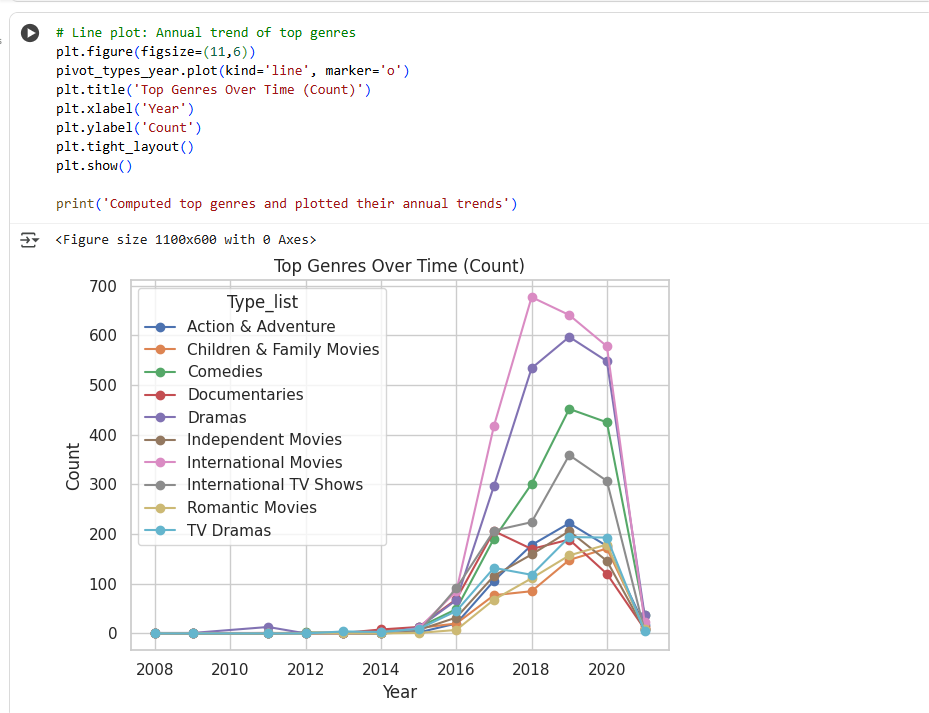 # Line plot: Annual trend of top genres
plt.figure(figsize=(11,6))
pivot_types_year.plot(kind='line', marker='o')
plt.title('Top Genres Over Time (Count)')
plt.xlabel('Year')
plt.ylabel('Count')
plt.tight_layout()
plt.show()
print('Computed top genres and plotted their annual trends')
<Figure size 1100x600 with 0 Axes>
Top Genres Over Time (Count)
Type_list
Action & Adventure
Children & Family Movies
Comedies
Documentaries
Dramas
Independent Movies
International Movies
International TV Shows
Romantic Movies
TV Dramas
700
600
500
400
300
200
100
0
Count
2008 2010 2012 2014 2016 2018 2020
Year